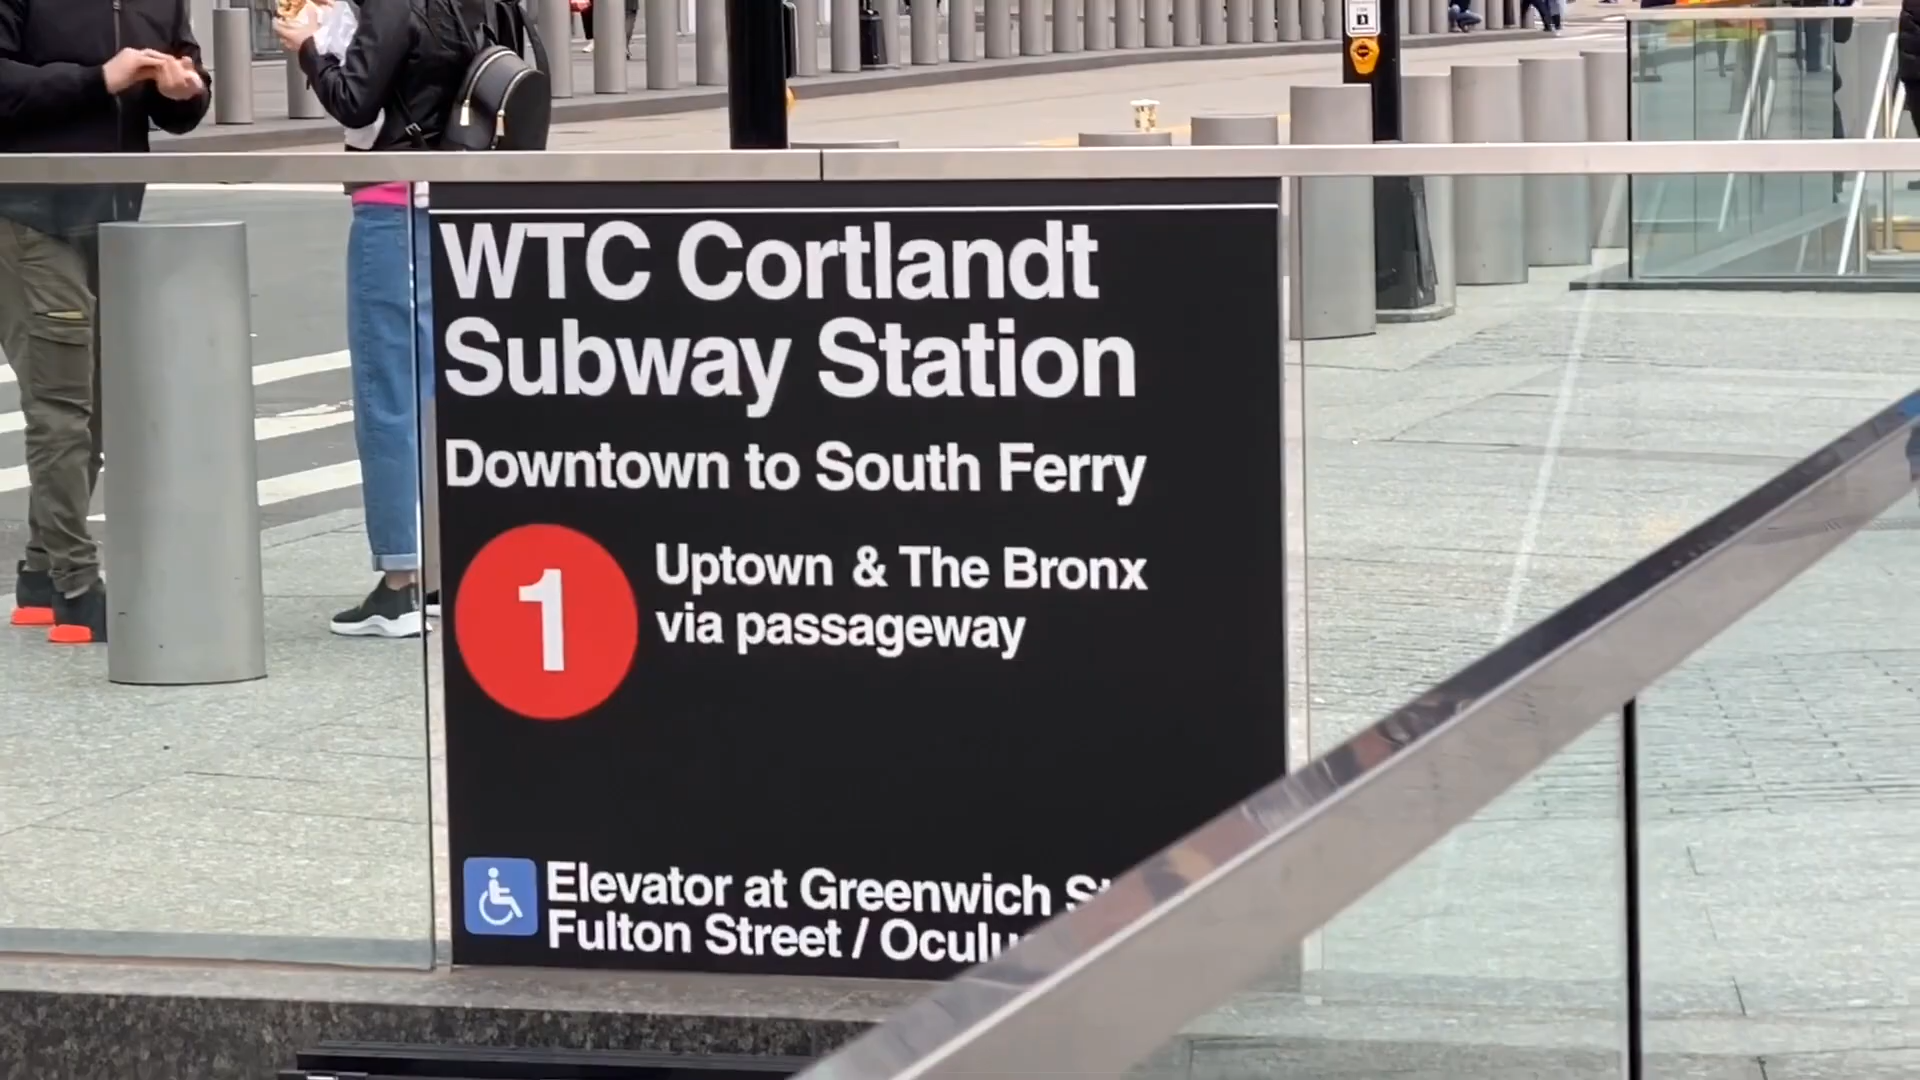 WTC Cortlandt
Subway Station
Downtown to South Ferry
1
Uptown & The Bronx
via passageway
Elevator at Greenwich
Fulton Street /